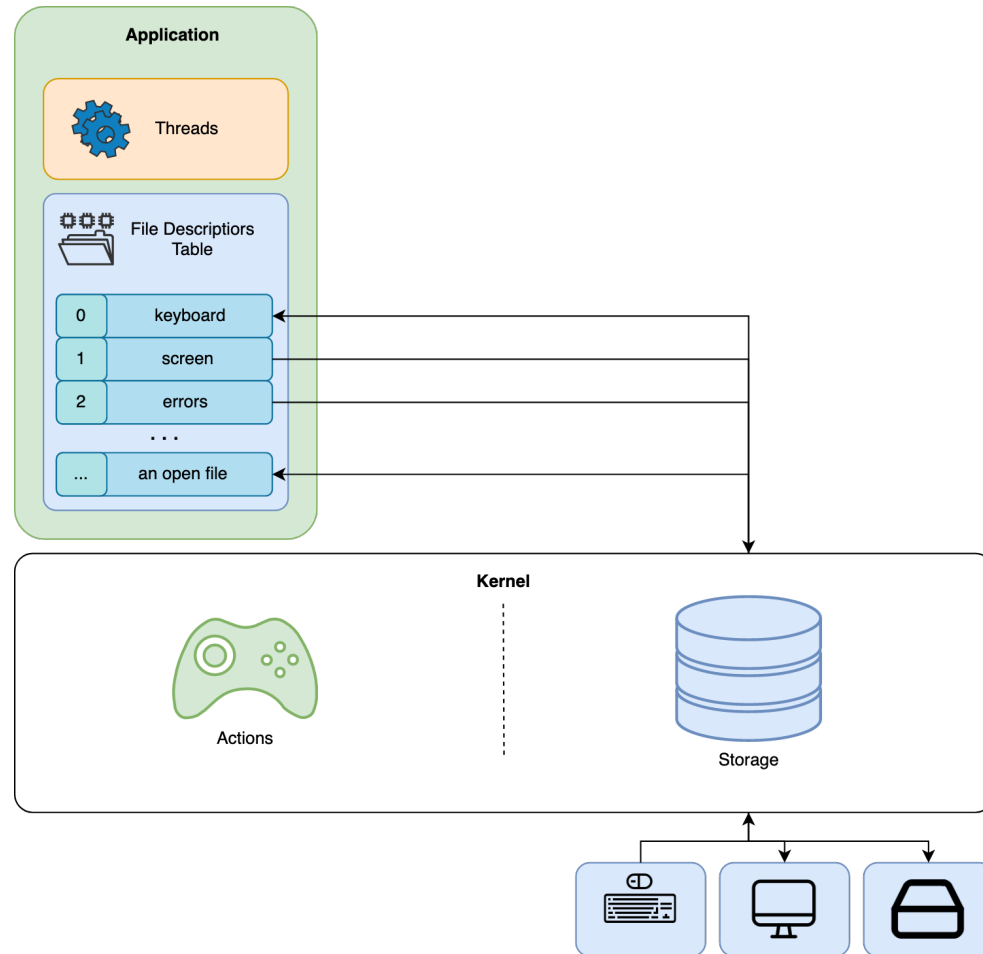 Application
Threads
File Descriptiors
Table
0 keyboard
1 screen
2 errors
. . .
... an open file
Kernel
Actions
Storage